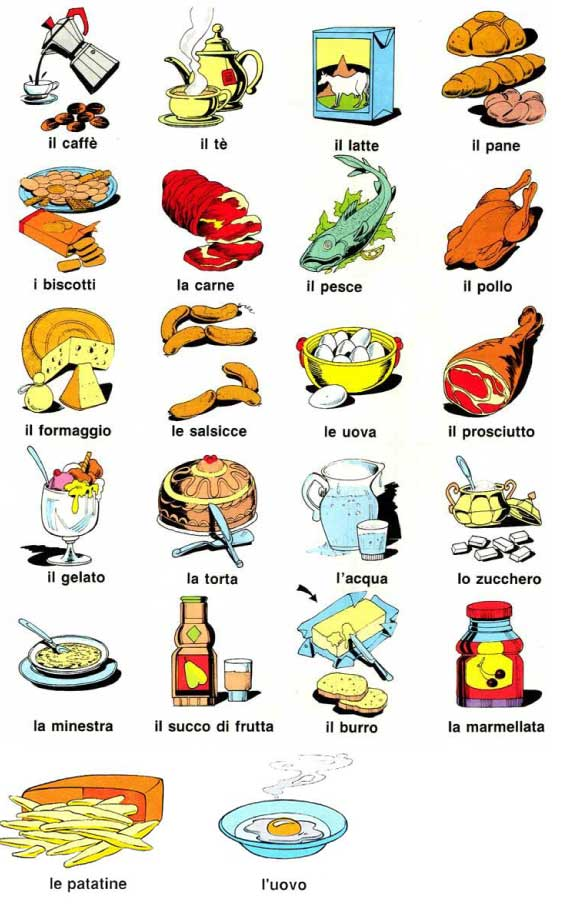 il caffè
il tè
il latte
il pane
i biscotti
la carne
il pesce
il pollo
il formaggio
le salsicce
le uova
il prosciutto
il gelato
la torta
l'acqua
lo zucchero
la minestra
il succo di frutta
il burro
la marmellata
le patatine
l'uovo